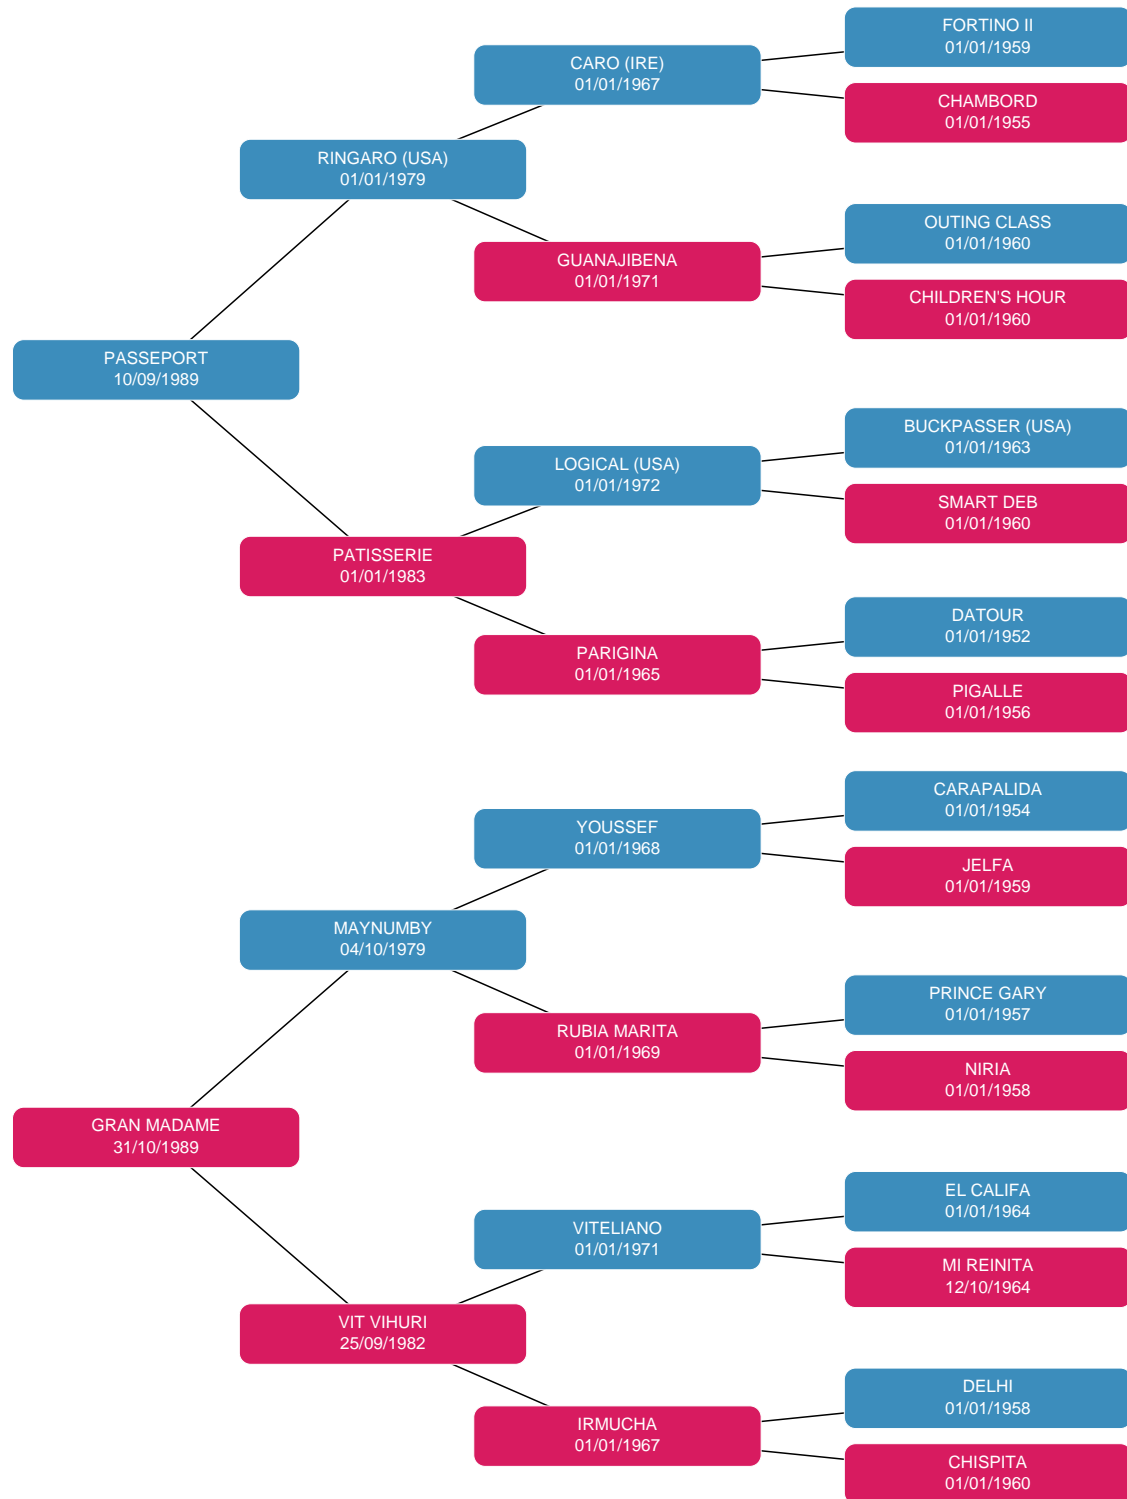 FORTINO II
01/01/1959
CARO (IRE)
01/01/1967
CHAMBORD
01/01/1955
RINGARO (USA)
01/01/1979
OUTING CLASS
01/01/1960
GUANAJIBENA
01/01/1971
CHILDREN'S HOUR
01/01/1960
PASSEPORT
10/09/1989
BUCKPASSER (USA)
01/01/1963
LOGICAL (USA)
01/01/1972
SMART DEB
01/01/1960
PATISSERIE
01/01/1983
DATOUR
01/01/1952
PARIGINA
01/01/1965
PIGALLE
01/01/1956
CARAPALIDA
01/01/1954
YOUSSEF
01/01/1968
JELFA
01/01/1959
MAYNUMBY
04/10/1979
PRINCE GARY
01/01/1957
RUBIA MARITA
01/01/1969
NIRIA
01/01/1958
GRAN MADAME
31/10/1989
EL CALIFA
01/01/1964
VITELIANO
01/01/1971
MI REINITA
12/10/1964
VIT VIHURI
25/09/1982
DELHI
01/01/1958
IRMUCHA
01/01/1967
CHISPITA
01/01/1960